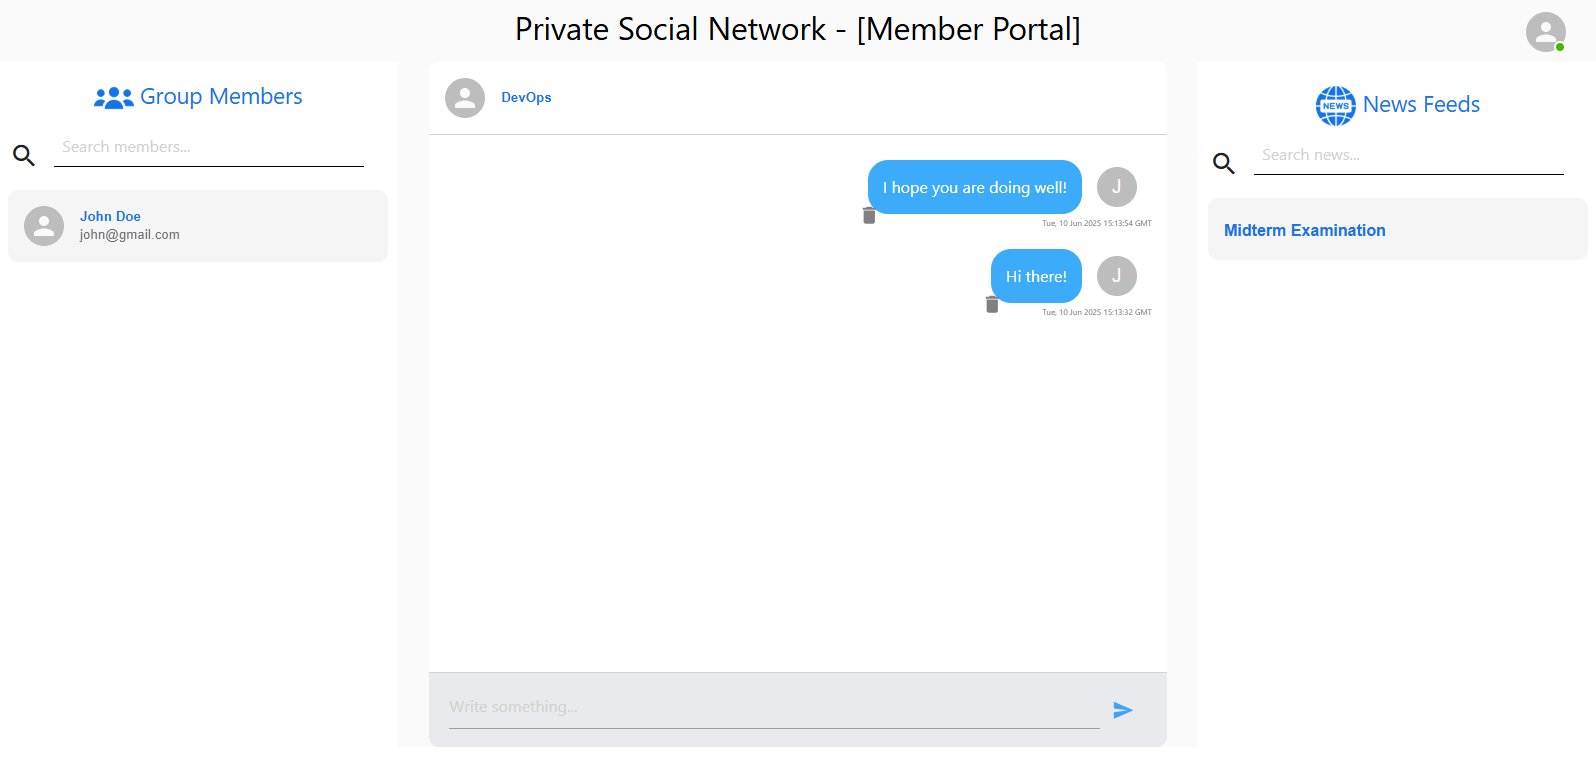 Private Social Network - [Member Portal]
Group Members
Search members...
John Doe
john@gmail.com
DevOps
I hope you are doing well!
J
Tue, 10 Jun 2025 15:13:54 GMT
Hi there!
J
Tue, 10 Jun 2025 15:13:32 GMT
Write something...
NEWS
News Feeds
Search news...
Midterm Examination